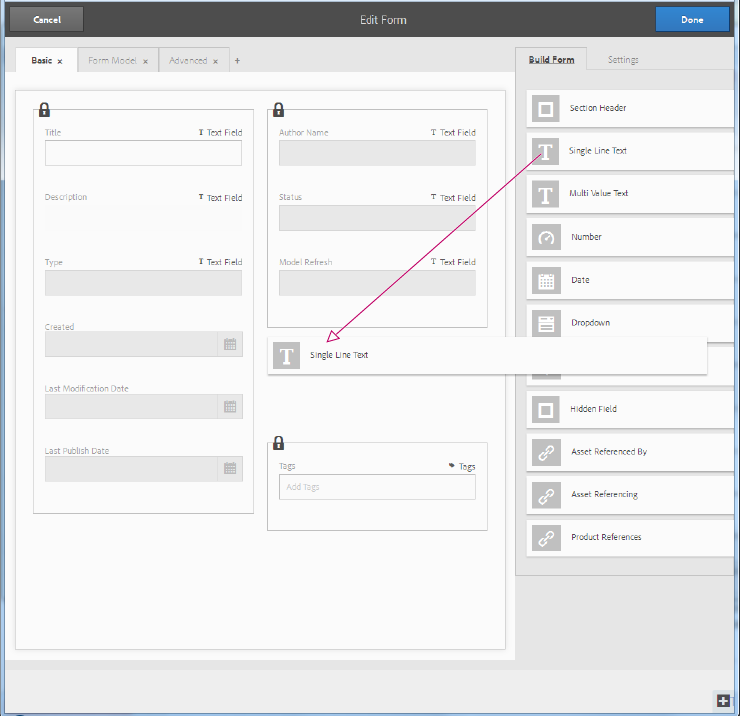 Cancel
Edit Form
Done
Basic ×
Form Model ×
Advanced ×
+
Build Form
Settings
Title
T Text Field
Description
T Text Field
Type
T Text Field
Created
Last Modification Date
Last Publish Date
Author Name
T Text Field
Status
T Text Field
Model Refresh
T Text Field
T Single Line Text
Tags
Tags
Add Tags
Section Header
T Single Line Text
T Multi Value Text
Number
Date
Dropdown
Hidden Field
Asset Referenced By
Asset Referencing
Product References